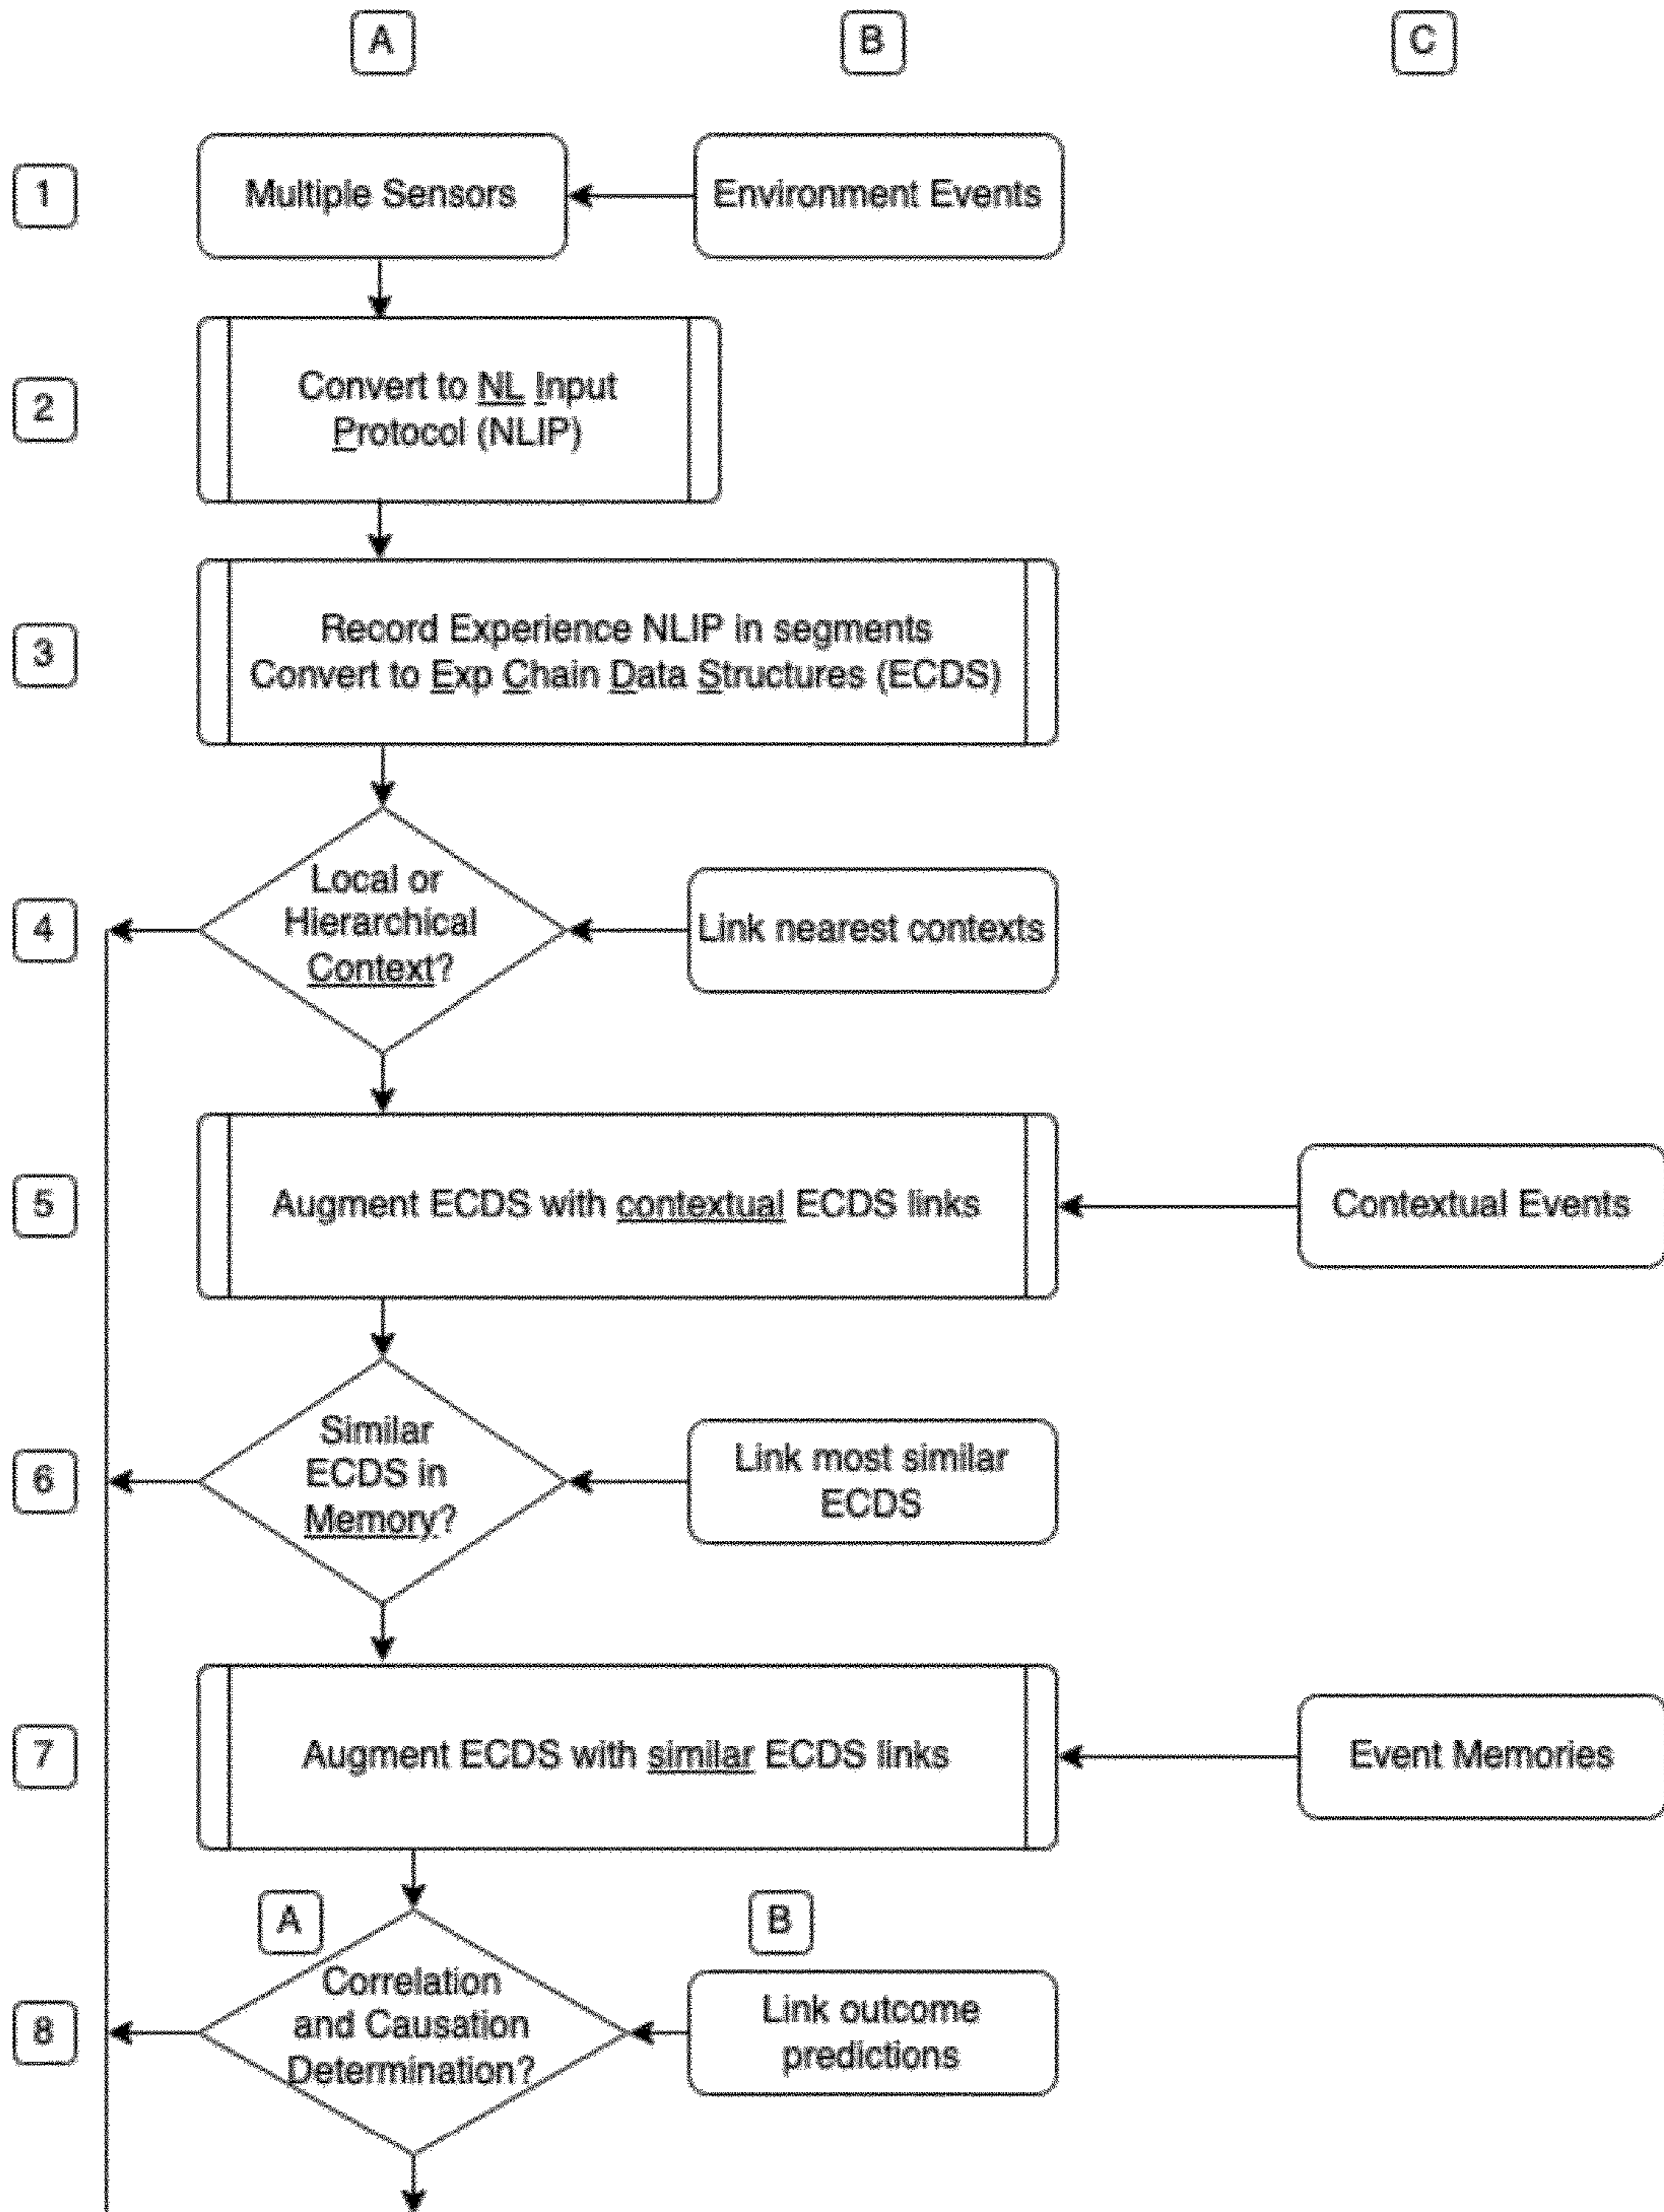 A
B
C
1
Multiple Sensors
Environment Events
2
Convert to NL Input
Protocol (NLIP)
3
Record Experience NLIP in segments
Convert to Exp Chain Data Structures (ECDS)
4
Local or
Hierarchical
Context?
Link nearest contexts
5
Augment ECDS with contextual ECDS links
Contextual Events
6
Similar
ECDS in
Memory?
Link most similar
ECDS
7
Augment ECDS with similar ECDS links
Event Memories
A
B
8
Correlation
and Causation
Determination?
Link outcome
predictions